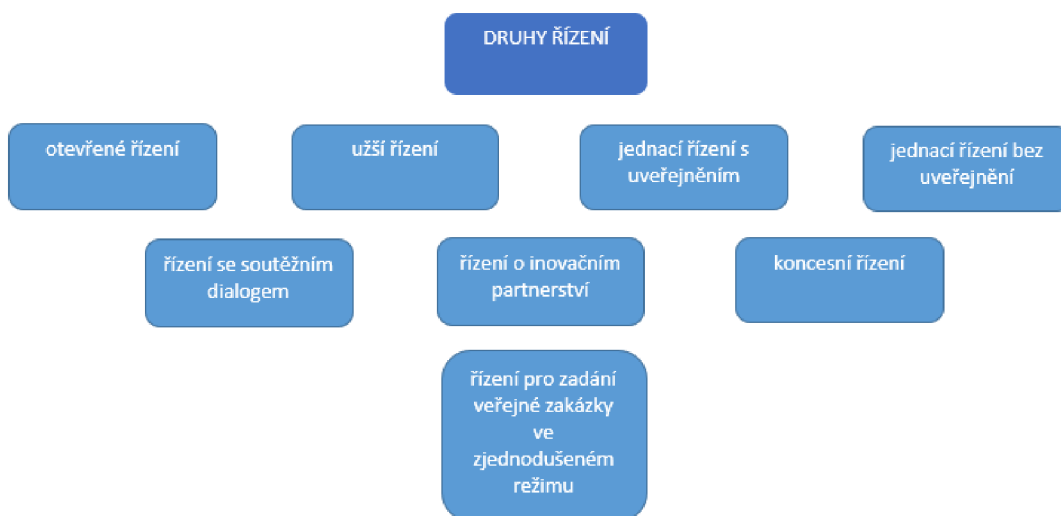 DRUHY ŘÍZENÍ
otevřené řízení
užší řízení
jednací řízení s
uveřejněním
jednací řízení bez
uveřejnění
řízení se soutěžním
dialogem
řízení o inovačním
partnerství
koncesní řízení
řízení pro zadání
veřejné zakázky
ve
zjednodušeném
režimu